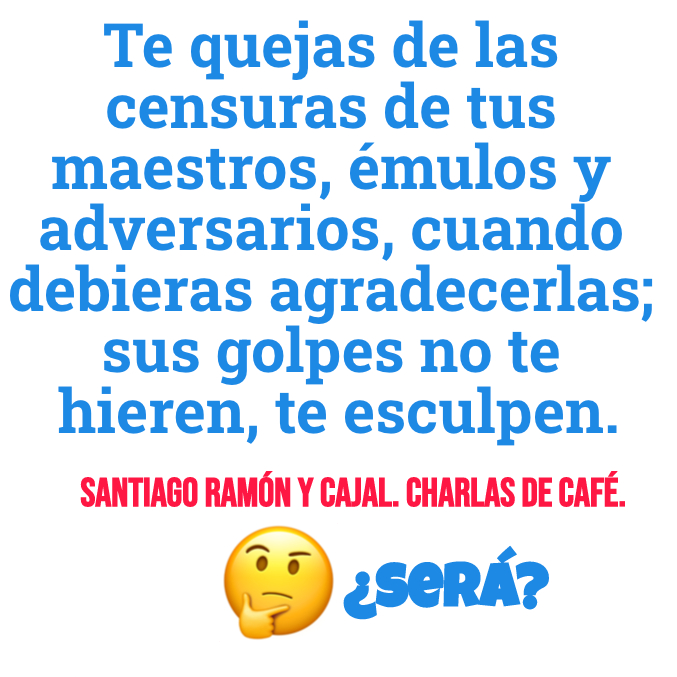 Te quejas de las
censuras de tus
maestros, émulos y
adversarios, cuando
debieras agradecerlas;
sus golpes no te
hieren, te esculpen.
SANTIAGO RAMÓN Y CAJAL. CHARLAS DE CAFÉ.
¿SERÁ?